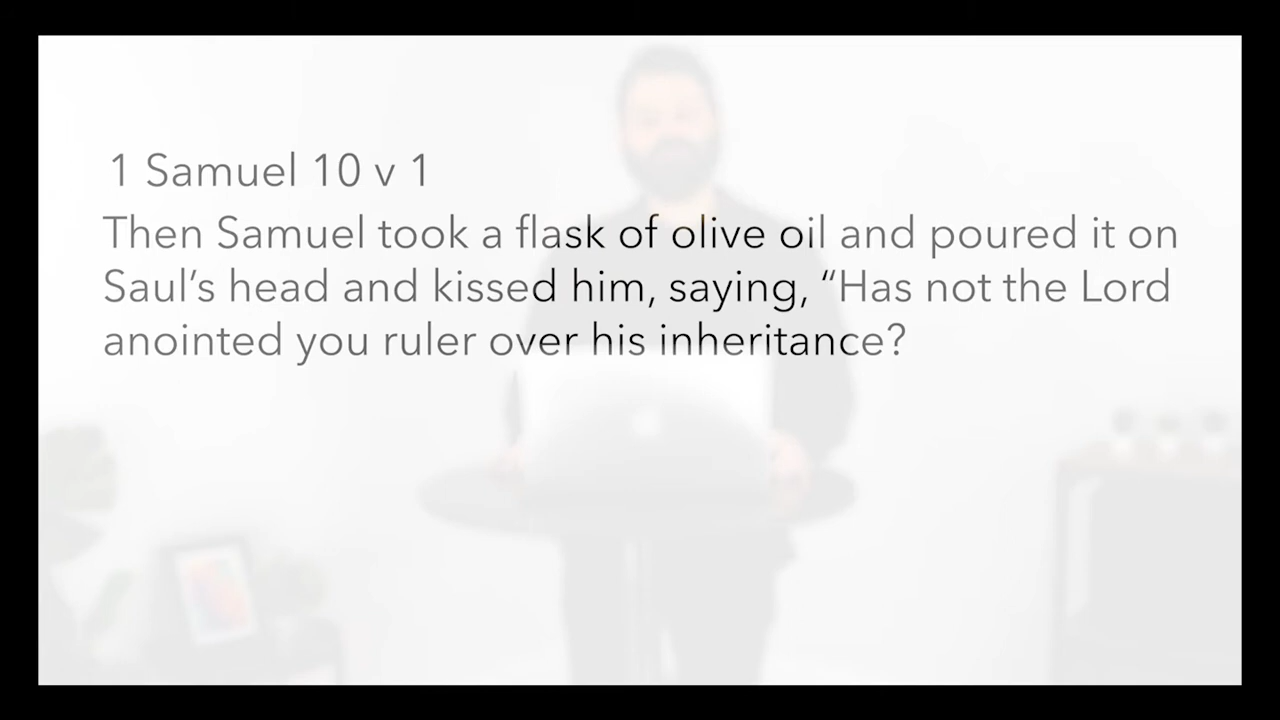 1 Samuel 10 v 1
Then Samuel took a flask of olive oil and poured it on
Saul’s head and kissed him, saying, “Has not the Lord
anointed you ruler over his inheritance?